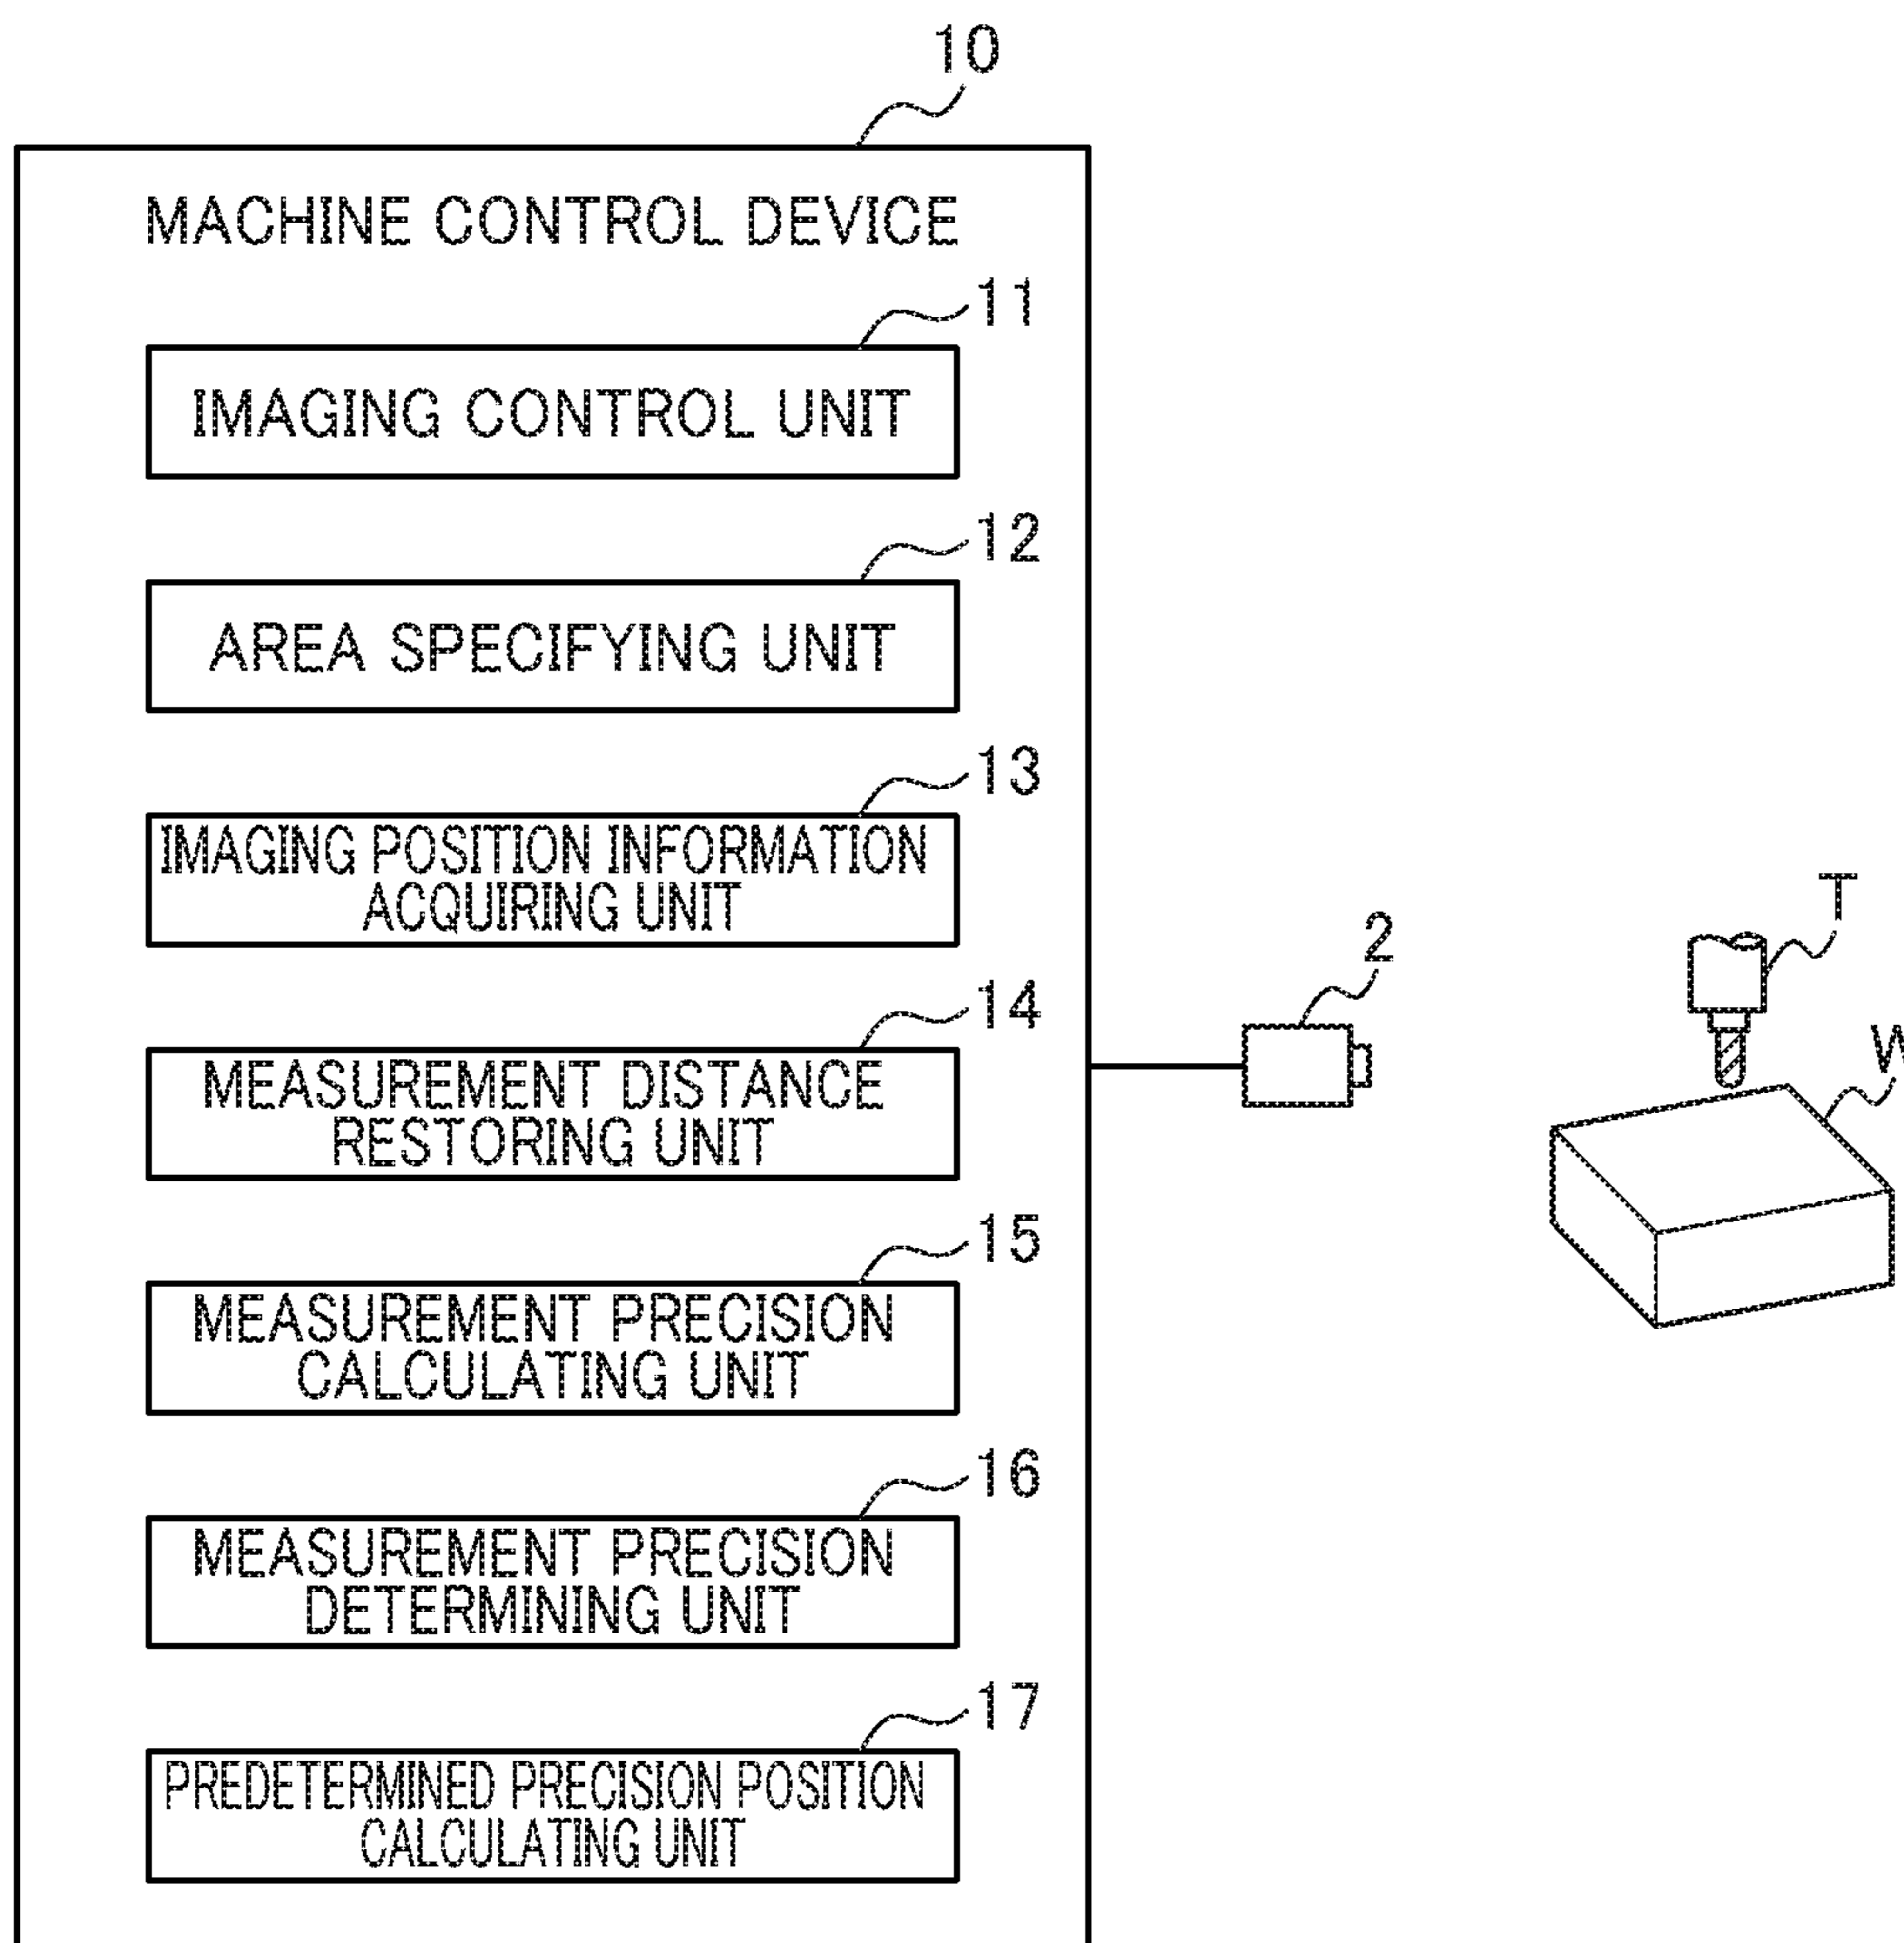 10
MACHINE CONTROL DEVICE
11
IMAGING CONTROL UNIT
12
AREA SPECIFYING UNIT
13
IMAGING POSITION INFORMATION
ACQUIRING UNIT
14
MEASUREMENT DISTANCE
RESTORING UNIT
15
MEASUREMENT PRECISION
CALCULATING UNIT
16
MEASUREMENT PRECISION
DETERMINING UNIT
17
PREDETERMINED PRECISION POSITION
CALCULATING UNIT
2
T
W